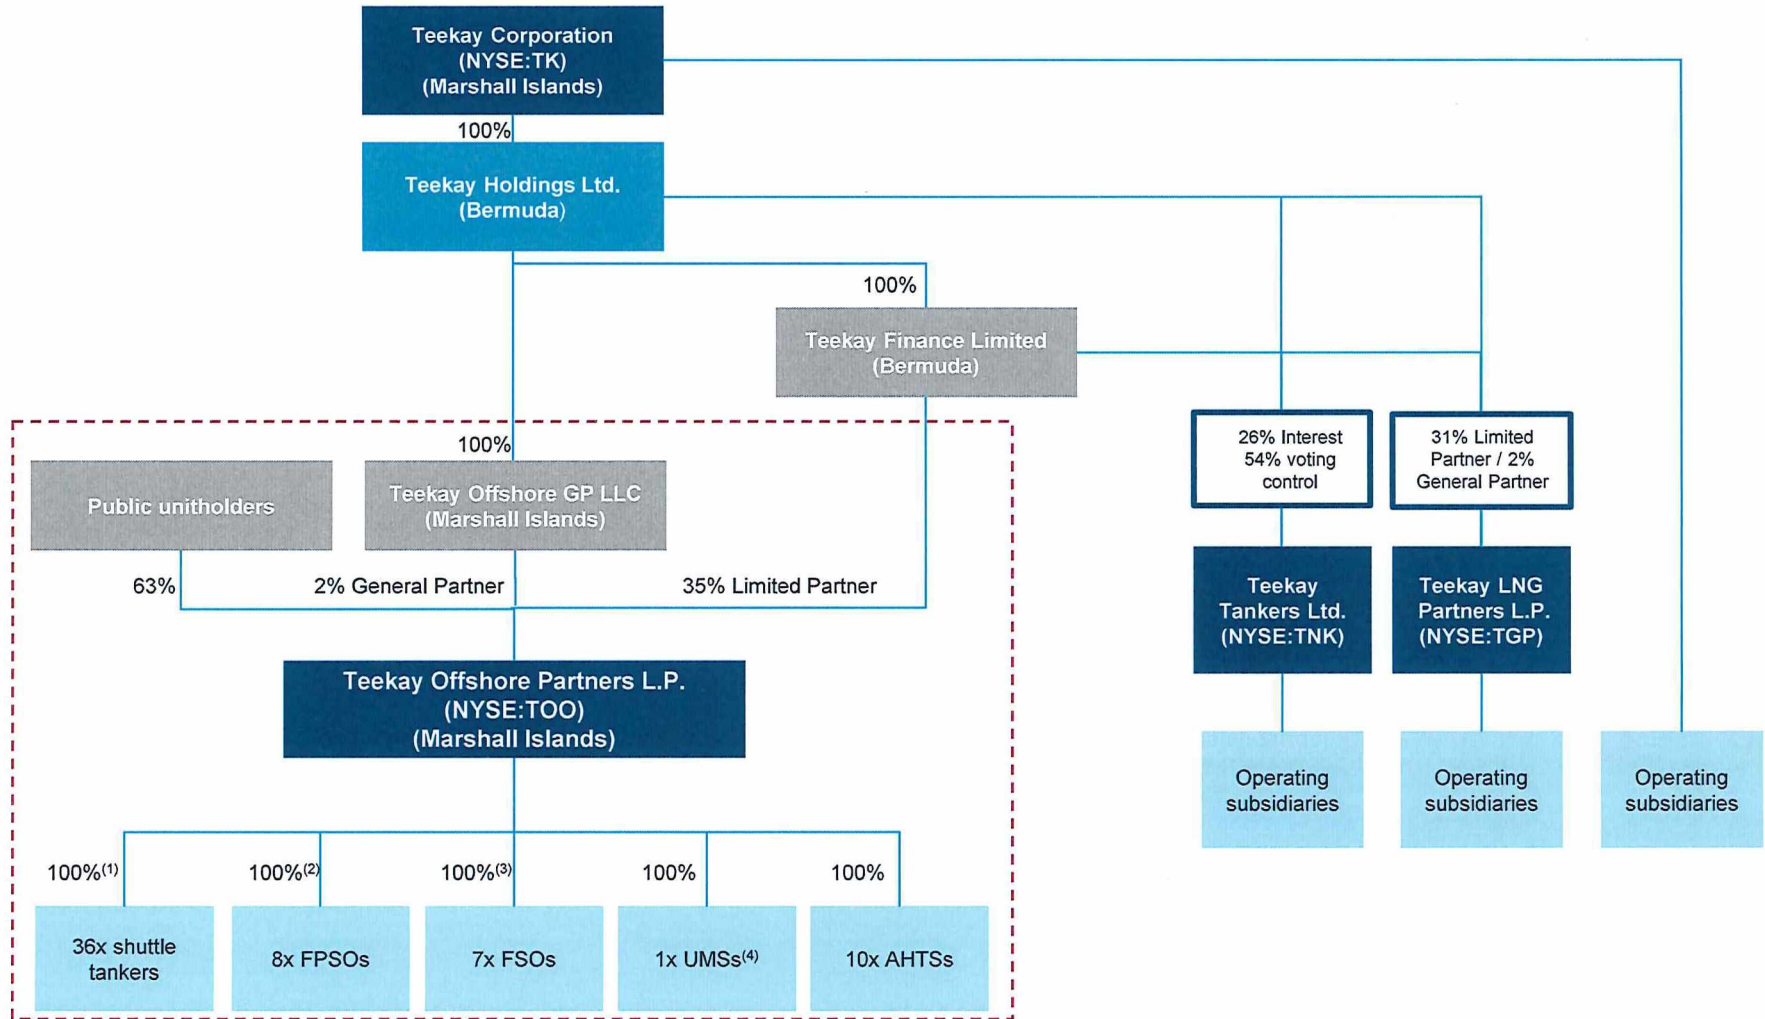 Teekay Corporation
(NYSE:TK)
(Marshall Islands)
100%
Teekay Holdings Ltd.
(Bermuda)
100%
Teekay Finance Limited
(Bermuda)
100%
Public unitholders
Teekay Offshore GP LLC
(Marshall Islands)
26% Interest
54% voting
control
31% Limited
Partner / 2%
General Partner
63%
2% General Partner
35% Limited Partner
Teekay
Tankers Ltd.
(NYSE:TNK)
Teekay LNG
Partners L.P.
(NYSE:TGP)
Teekay Offshore Partners L.P.
(NYSE:TOO)
(Marshall Islands)
Operating
subsidiaries
Operating
subsidiaries
Operating
subsidiaries
100%(1)
100%(2)
100%(3)
100%
100%
36x shuttle
tankers
8x FPSOs
7x FSOs
1x UMSs(4)
10x AHTSs